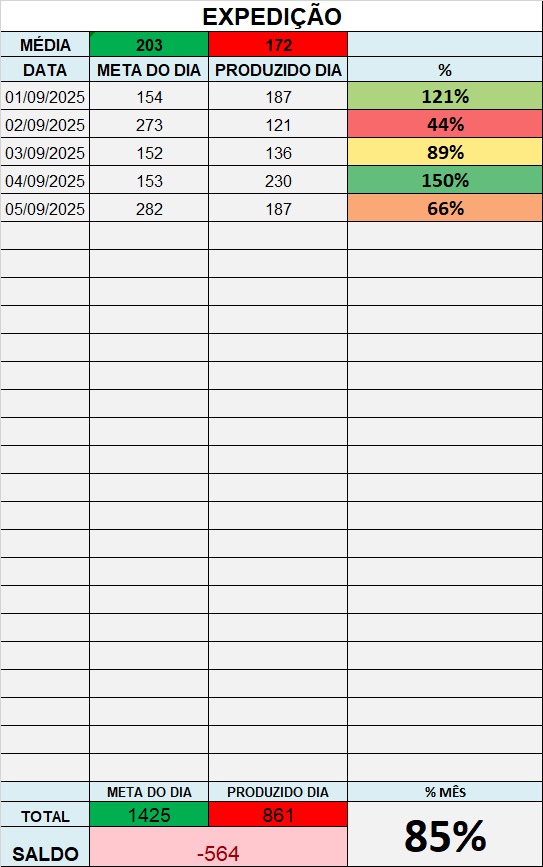 EXPEDIÇÃO
MÉDIA 203 172
DATA META DO DIA PRODUZIDO DIA %
01/09/2025 154 187 121%
02/09/2025 273 121 44%
03/09/2025 152 136 89%
04/09/2025 153 230 150%
05/09/2025 282 187 66%
META DO DIA PRODUZIDO DIA % MÊS
TOTAL 1425 861 85%
SALDO -564